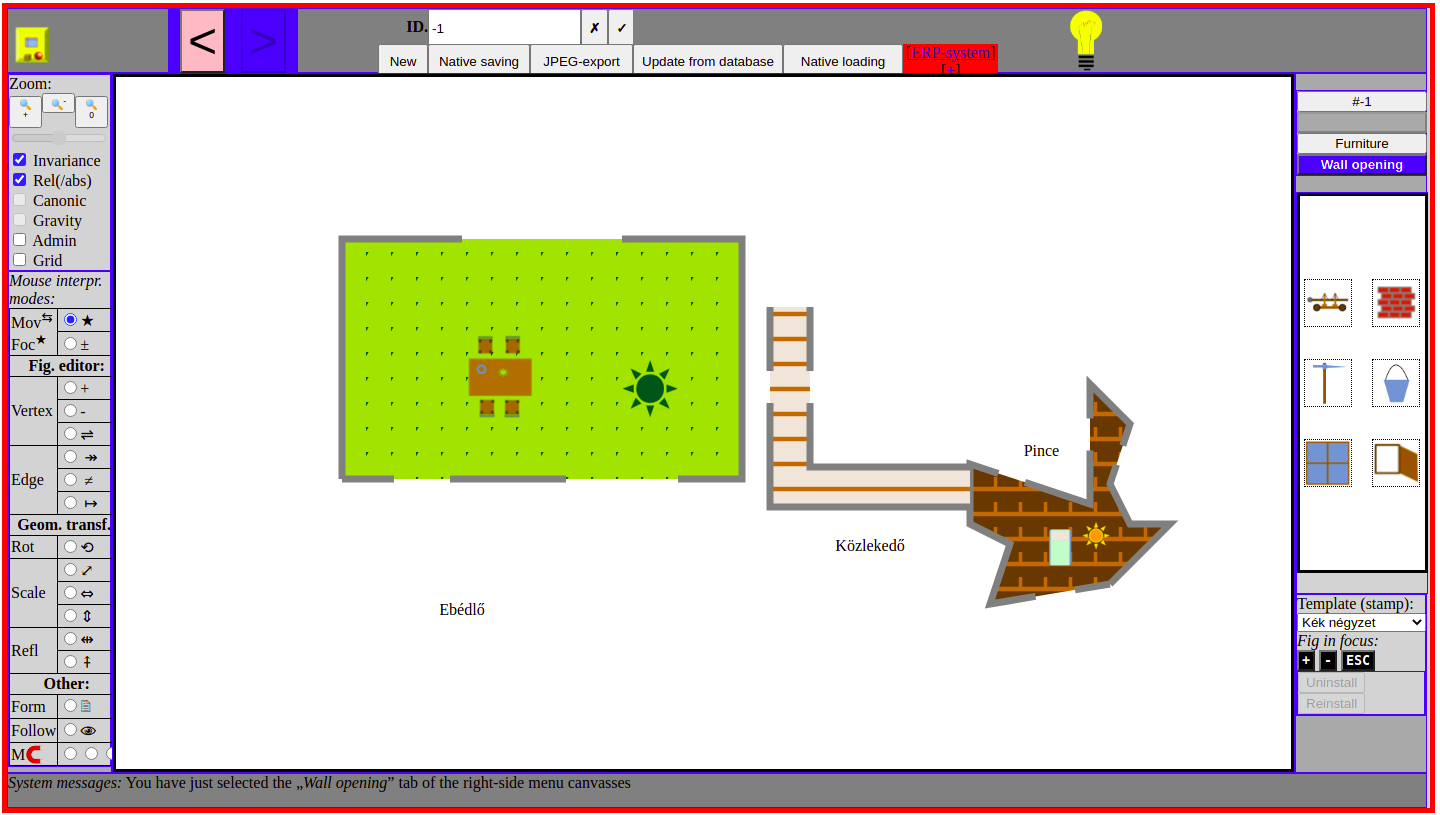 < >
ID. -1 ✗ ✓
New Native saving JPEG-export Update from database Native loading [ERP-system]
[+]
Zoom:
+ - 0
Invariance
Rel(/abs)
Canonic
Gravity
Admin
Grid
Mouse interpr.
modes:
Mov⇆ ★
Foc★ ±
Fig. editor:
Vertex +
-
⇌
Edge ↠
≠
↦
Geom. transf.
Rot ⟲
Scale ⤢
⇔
⇕
Refl ⇹
⤉
Other:
Form
Follow 👁
M
Pince
Közlekedő
Ebédlő
#-1
Furniture
Wall opening
Template (stamp):
Kék négyzet
Fig in focus:
+ - ESC
Uninstall
Reinstall
System messages: You have just selected the „Wall opening” tab of the right-side menu canvasses